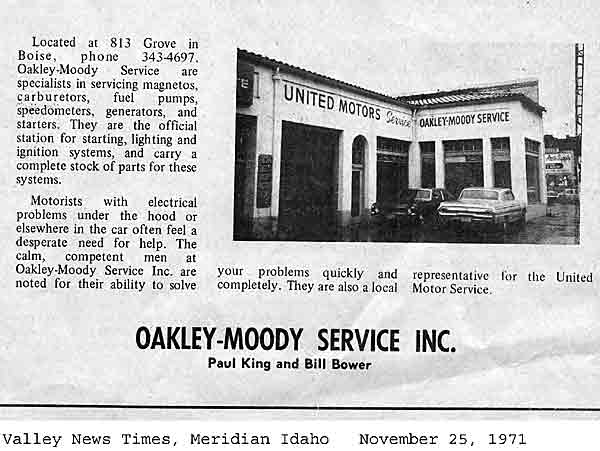 Located at 813 Grove in
Boise, phone 343-4697.
Oakley-Moody Service are
specialists in servicing magnetos,
carburetors, fuel pumps,
speedometers, generators, and
starters. They are the official
station for starting, lighting and
ignition systems, and carry a
complete stock of parts for these
systems.
Motorists with electrical
problems under the hood or
elsewhere in the car often feel a
desperate need for help. The
calm, competent men at
Oakley-Moody Service Inc. are
noted for their ability to solve
UNITED MOTORS Service
OAKLEY-MOODY SERVICE
your problems quickly and
completely. They are also a local
representative for the United
Motor Service.
OAKLEY-MOODY SERVICE INC.
Paul King and Bill Bower
Valley News Times, Meridian Idaho November 25, 1971